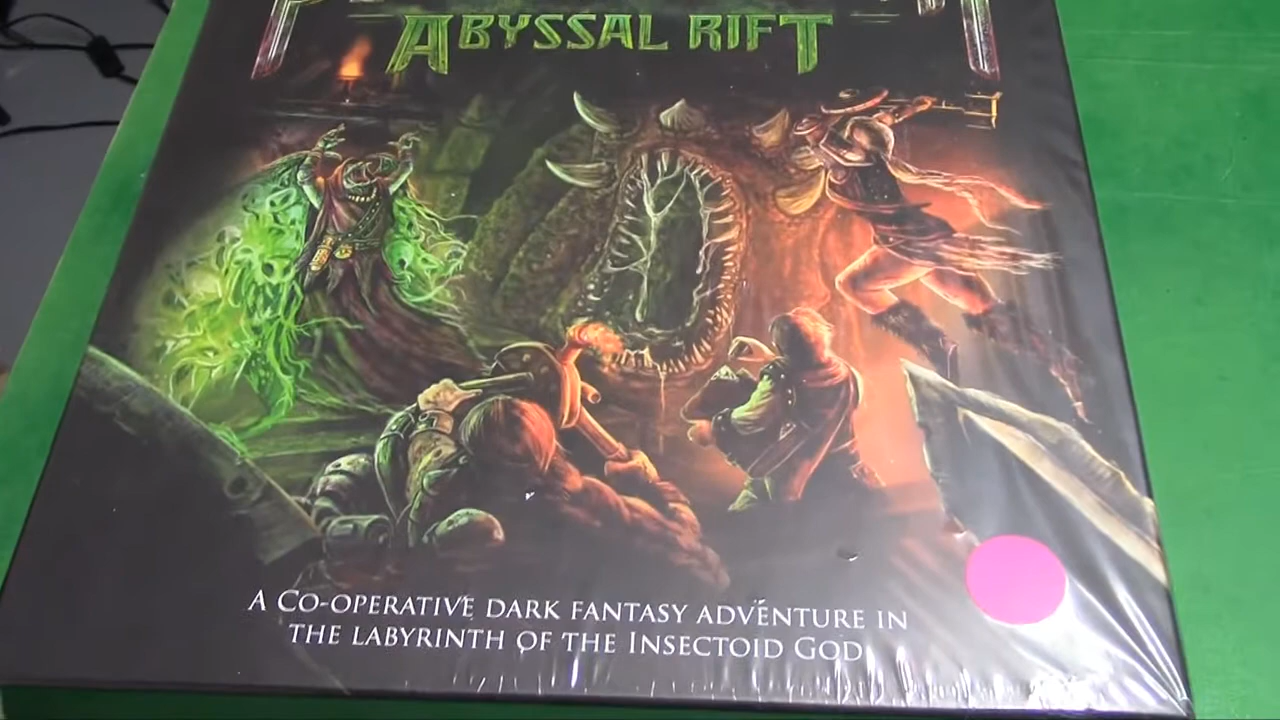 ABYSSAL RIFT
A CO-OPERATIVE DARK FANTASY ADVENTURE IN
THE LABYRINTH OF THE INSECTOID GOD